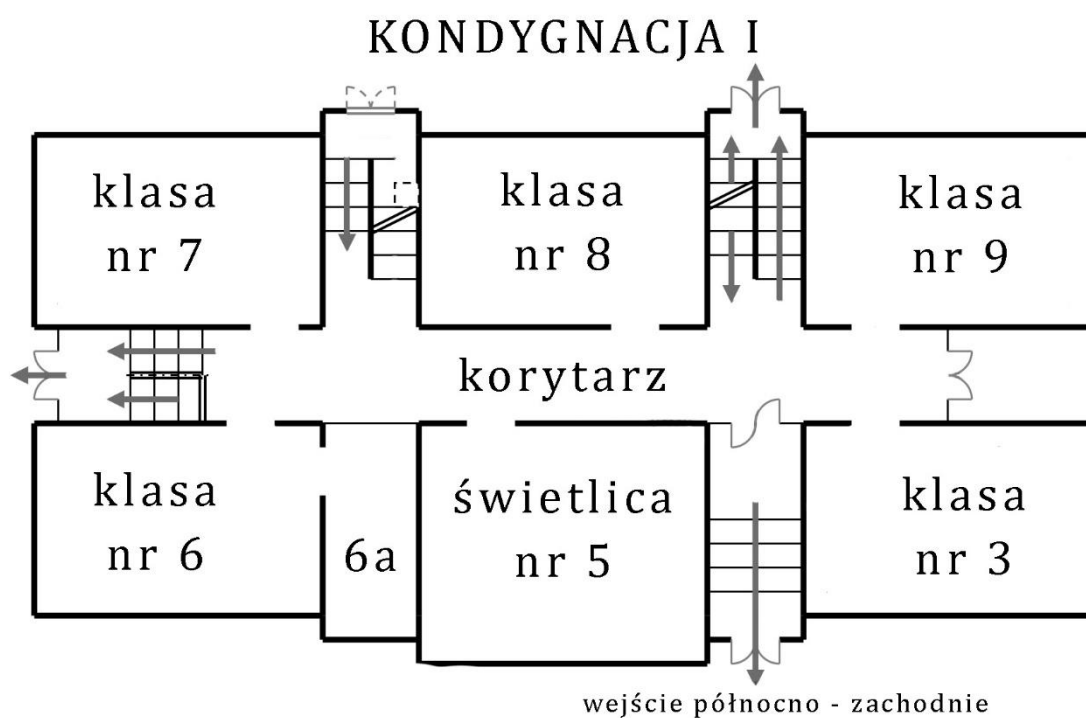 KONDYGNACJA I
klasa
nr 7
klasa
nr 8
klasa
nr 9
korytarz
klasa
nr 6
6a
świetlica
nr 5
klasa
nr 3
wejście północno - zachodnie